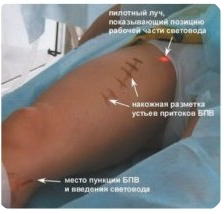 пилотный луч,
показывающий позицию
рабочей части световода
накожная разметка
устьев притоков БПВ
место пункции БПВ
и введения световода